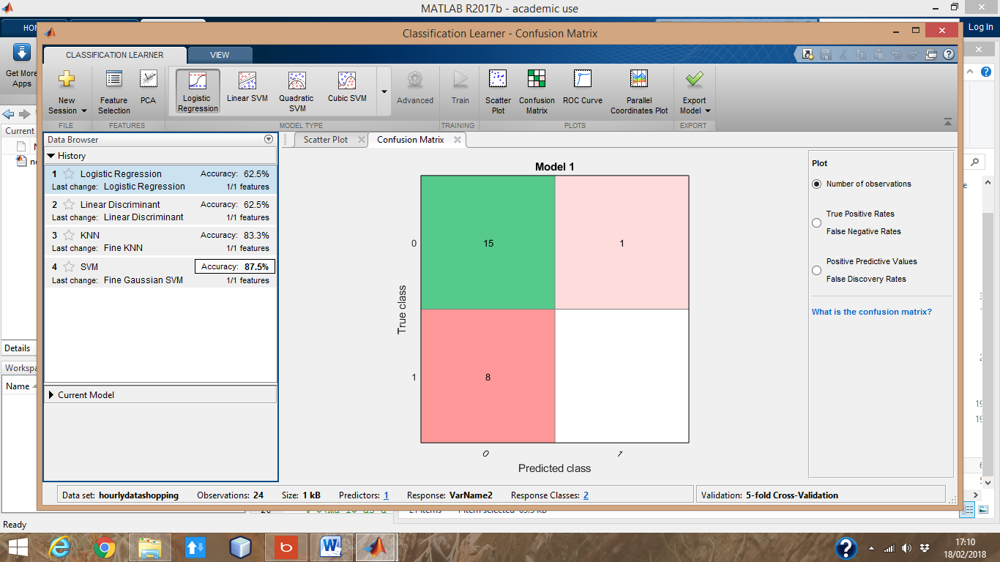 MATLAB R2017b - academic use
HO
Log In
Classification Learner - Confusion Matrix
CLASSIFICATION LEARNER
VIEW
Get More
Apps
New
Session
Feature
Selection
PCA
Logistic
Regression
Linear SVM
Quadratic
SVM
Cubic SVM
Advanced
Train
Scatter
Plot
Confusion
Matrix
ROC Curve
Parallel
Coordinates Plot
Export
Model
FILE
FEATURES
MODEL TYPE
TRAINING
PLOTS
EXPORT
Current
Data Browser
Scatter Plot
Confusion Matrix
History
1 Logistic Regression Accuracy: 62.5%
Last change: Logistic Regression 1/1 features
2 Linear Discriminant Accuracy: 62.5%
Last change: Linear Discriminant 1/1 features
3 KNN Accuracy: 83.3%
Last change: Fine KNN 1/1 features
4 SVM Accuracy: 87.5%
Last change: Fine Gaussian SVM 1/1 features
Current Model
Details
Workspa
Name
Model 1
0
15
1
True class
1
8
0
1
Predicted class
Plot
Number of observations
True Positive Rates
False Negative Rates
Positive Predictive Values
False Discovery Rates
What is the confusion matrix?
Data set: hourlydatashopping Observations: 24 Size: 1 kB Predictors: 1 Response: VarName2 Response Classes: 2 Validation: 5-fold Cross-Validation
Ready
17:10
18/02/2018